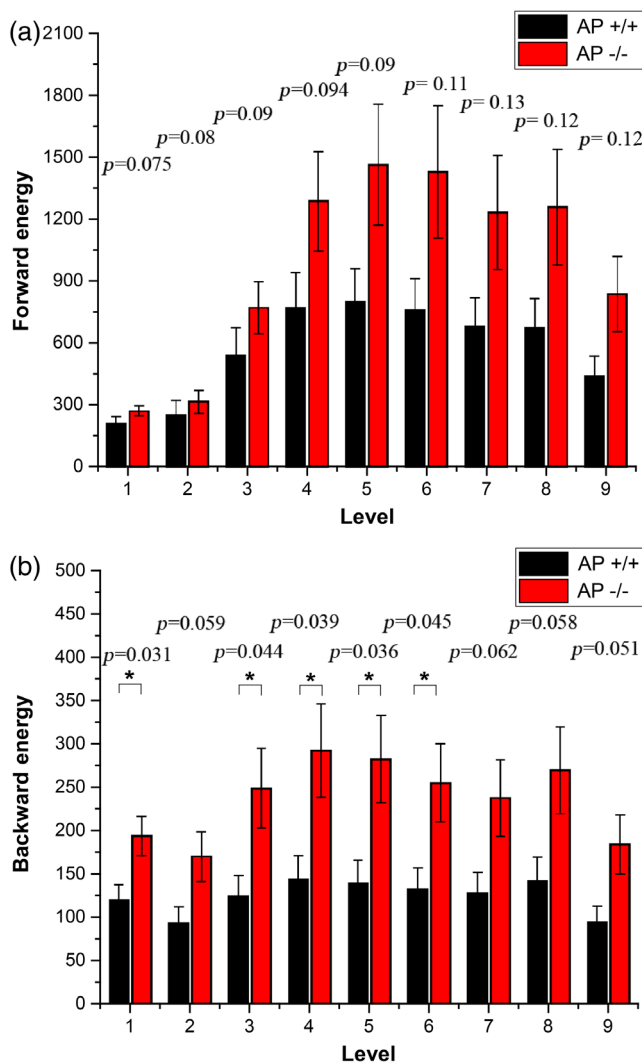 (a)
AP +/+
AP -/-
2100
1800
1500
1200
900
600
300
0
Forward energy
p=0.075
p=0.08
p=0.09
p=0.094
p=0.09
p= 0.11
p= 0.13
p= 0.12
p= 0.12
1 2 3 4 5 6 7 8 9
Level
(b)
AP +/+
AP -/-
500
450
400
350
300
250
200
150
100
50
0
Backward energy
p=0.031
p=0.059
p=0.044
p=0.039
p=0.036
p=0.045
p=0.062
p=0.058
p=0.051
* * * * *
1 2 3 4 5 6 7 8 9
Level